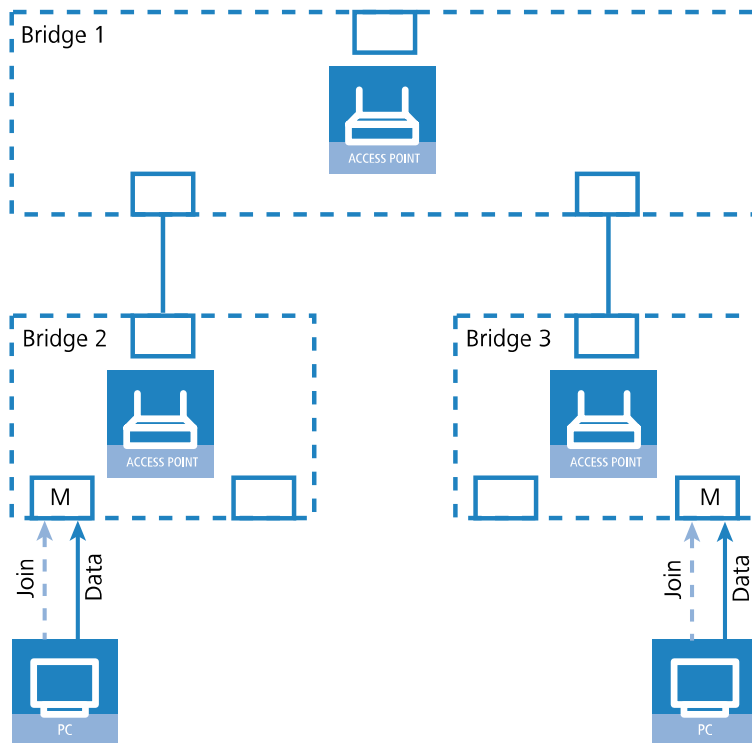 Bridge 1
ACCESS POINT
Bridge 2
Bridge 3
ACCESS POINT
ACCESS POINT
M
M
Join
Data
Join
Data
PC
PC